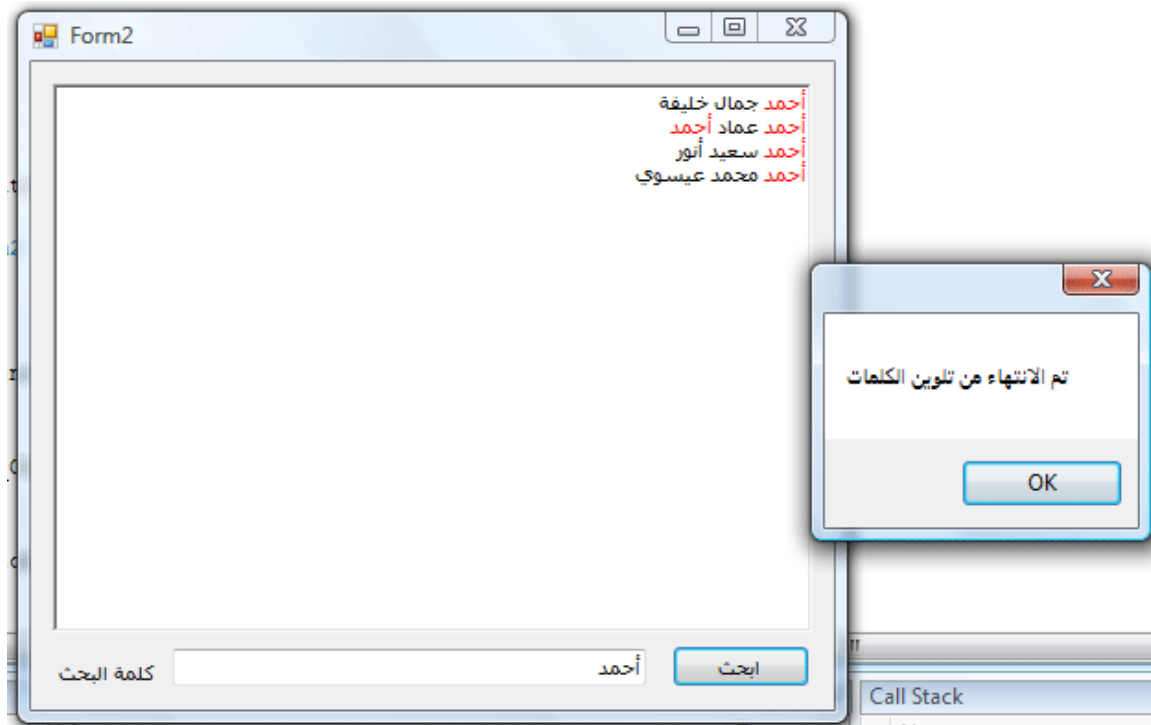 Form2
أحمد جمال خليفة
أحمد عماد أحمد
أحمد سعيد أنور
أحمد محمد عيسوي
تم الانتهاء من تلوين الكلمات
OK
كلمة البحث
أحمد
ابحث
Call Stack